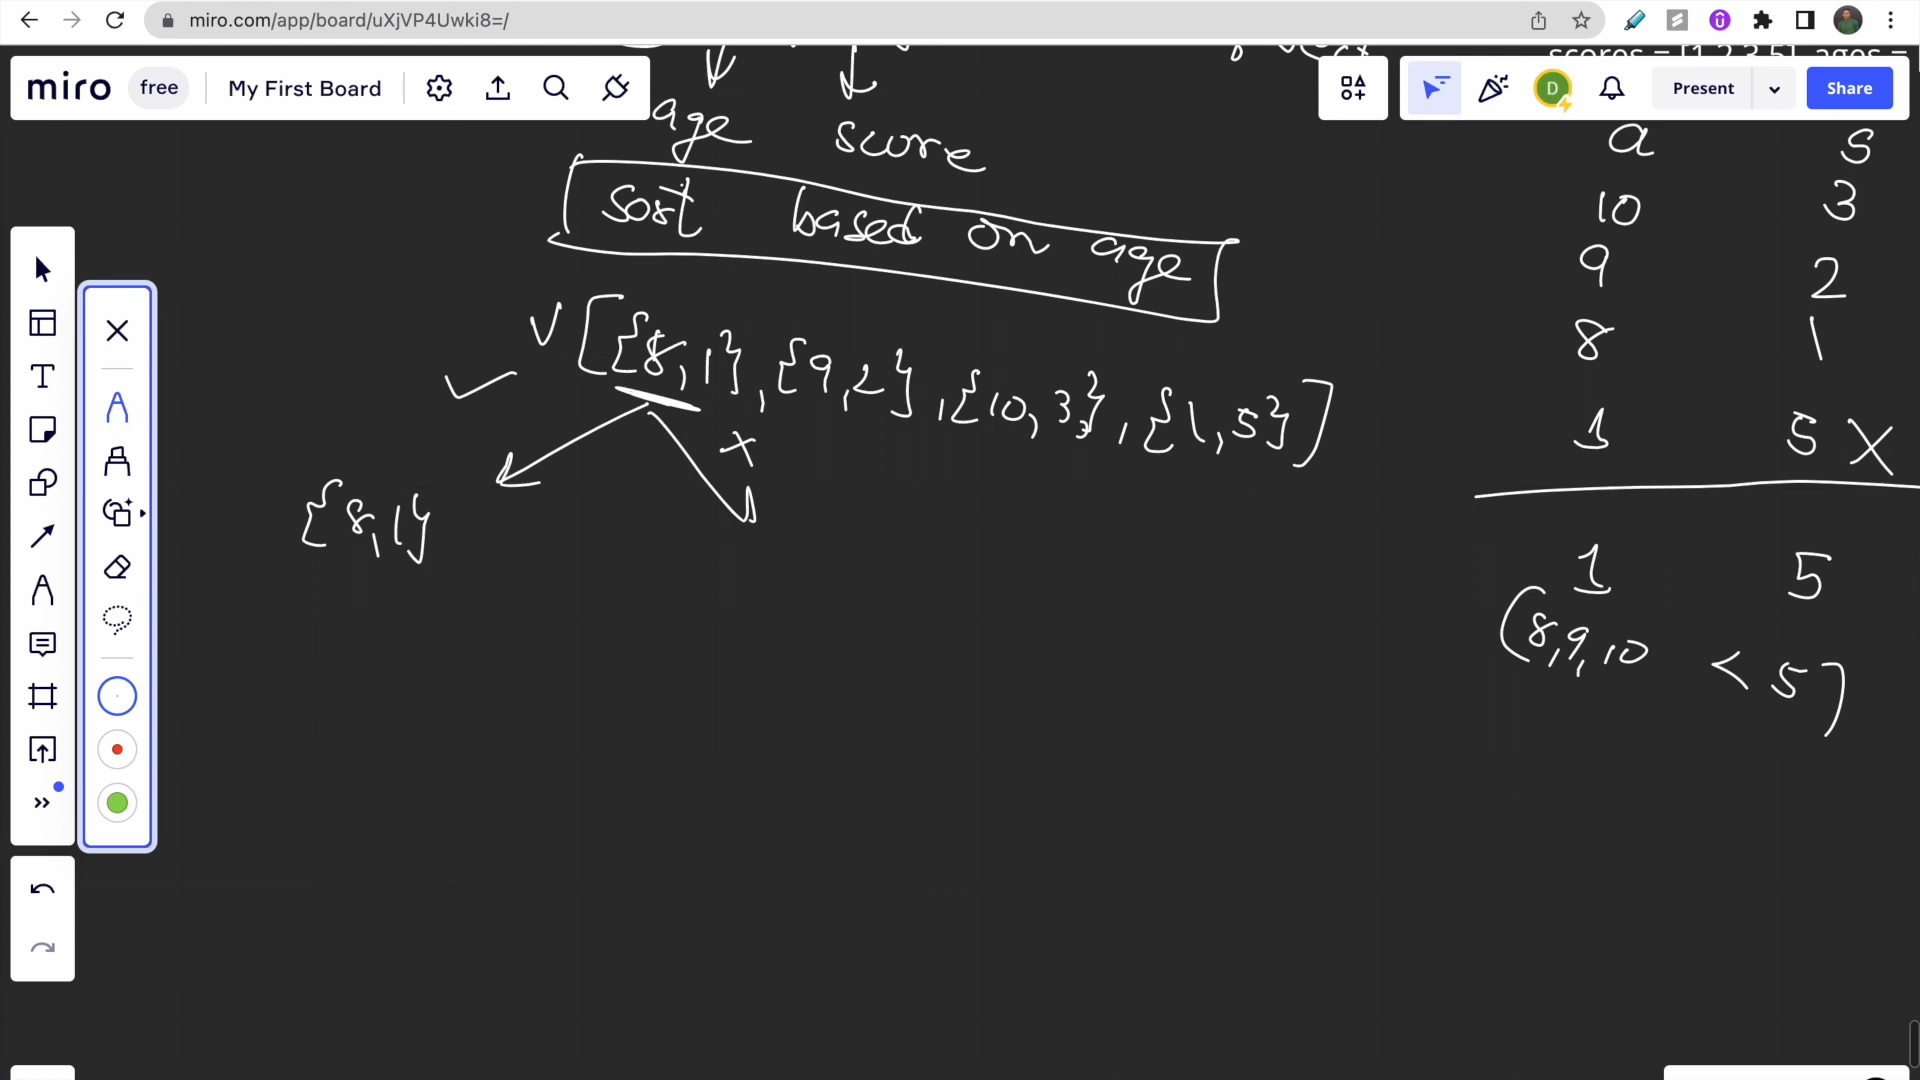 miro.com/app/board/uXjVP4Uwki8=/
miro free My First Board
Present
Share
D
age score
sort based on age
V [{8,1}, {9,2}, {10,3}, {1,5}]
x
{8,1}
a s
10 3
9 2
8 1
1 5 X
1 5
(8,9,10 < 5)